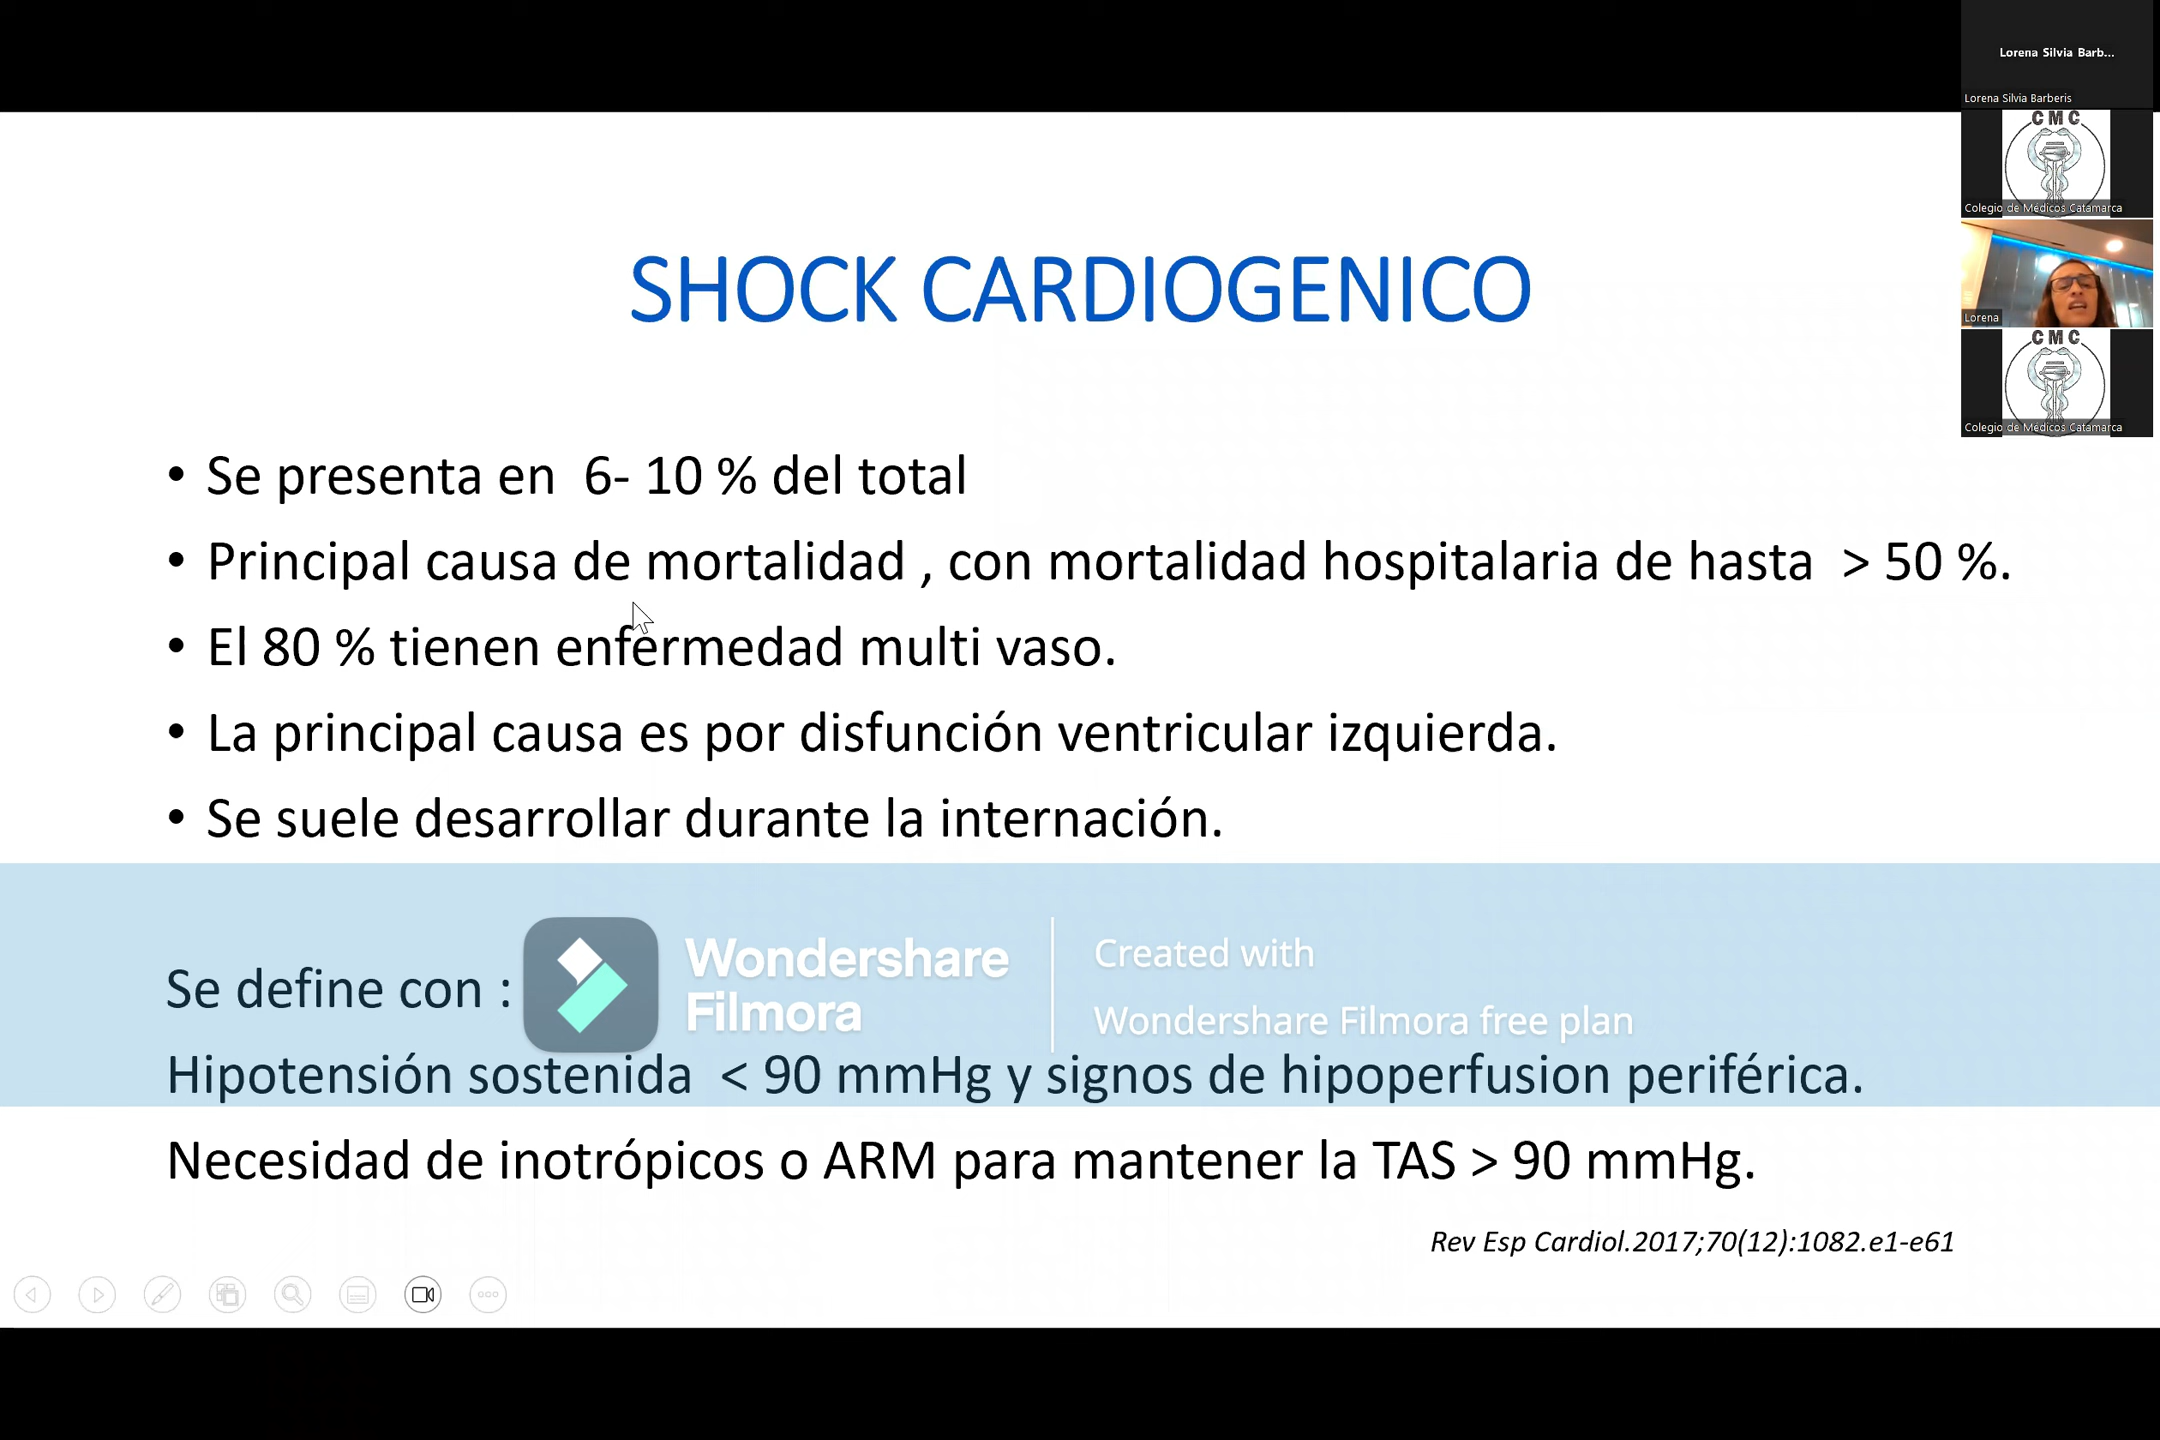 Lorena Silvia Barb...
Lorena Silvia Barberis
CMC
Colegio de Médicos Catamarca
Lorena
CMC
Colegio de Médicos Catamarca
SHOCK CARDIOGENICO
• Se presenta en 6- 10 % del total
• Principal causa de mortalidad , con mortalidad hospitalaria de hasta > 50 %.
• El 80 % tienen enfermedad multi vaso.
• La principal causa es por disfunción ventricular izquierda.
• Se suele desarrollar durante la internación.
Se define con :
Wondershare
Filmora
Created with
Wondershare Filmora free plan
Hipotensión sostenida < 90 mmHg y signos de hipoperfusion periférica.
Necesidad de inotrópicos o ARM para mantener la TAS > 90 mmHg.
Rev Esp Cardiol.2017;70(12):1082.e1-e61